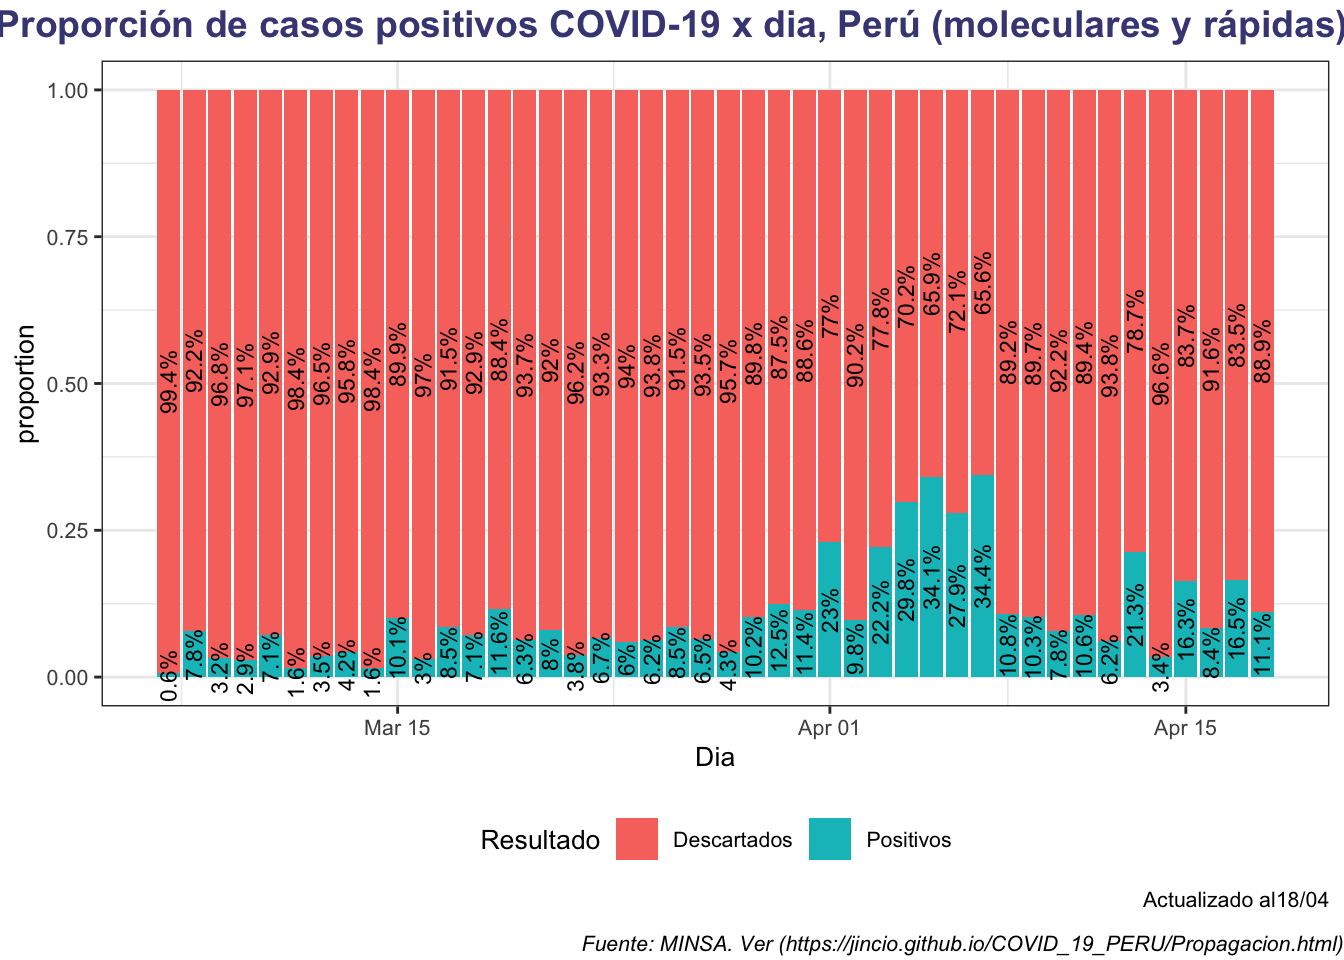 Proporción de casos positivos COVID-19 x dia, Perú (moleculares y rápidas)
proportion
1.00
0.75
0.50
0.25
0.00
99.4% 92.2% 96.8% 97.1% 92.9% 98.4% 96.5% 95.8% 98.4% 89.9% 97% 91.5% 92.9% 88.4% 93.7% 92% 96.2% 93.3% 94% 93.8% 91.5% 93.5% 95.7% 89.8% 87.5% 88.6% 77% 90.2% 77.8% 70.2% 65.9% 72.1% 65.6% 89.2% 89.7% 92.2% 89.4% 93.8% 78.7% 96.6% 83.7% 91.6% 83.5% 88.9%
0.6% 7.8% 3.2% 2.9% 7.1% 1.6% 3.5% 4.2% 1.6% 10.1% 3% 8.5% 7.1% 11.6% 6.3% 8% 3.8% 6.7% 6% 6.2% 8.5% 6.5% 4.3% 10.2% 12.5% 11.4% 23% 9.8% 22.2% 29.8% 34.1% 27.9% 34.4% 10.8% 10.3% 7.8% 10.6% 6.2% 21.3% 3.4% 16.3% 8.4% 16.5% 11.1%
Mar 15 Apr 01 Apr 15
Dia
Resultado Descartados Positivos
Actualizado al18/04
Fuente: MINSA. Ver (https://jincio.github.io/COVID_19_PERU/Propagacion.html)